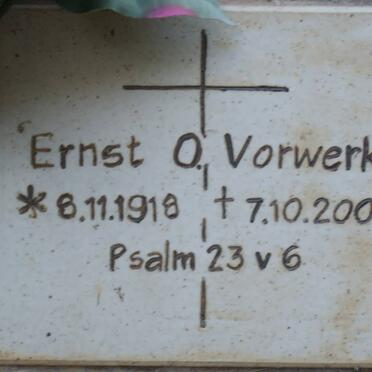 Ernst O. Vorwerk
* 8.11.1918 † 7.10.200
Psalm 23 v 6